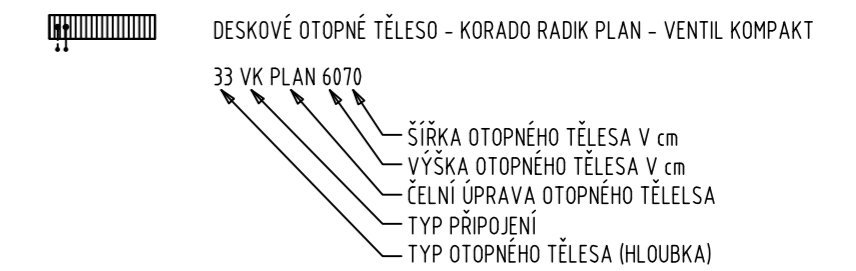 DESKOVÉ OTOPNÉ TĚLESO - KORADO RADIK PLAN - VENTIL KOMPAKT
33 VK PLAN 6070
ŠÍŘKA OTOPNÉHO TĚLESA V cm
VÝŠKA OTOPNÉHO TĚLESA V cm
ČELNÍ ÚPRAVA OTOPNÉHO TĚLELSA
TYP PŘIPOJENÍ
TYP OTOPNÉHO TĚLESA (HLOUBKA)